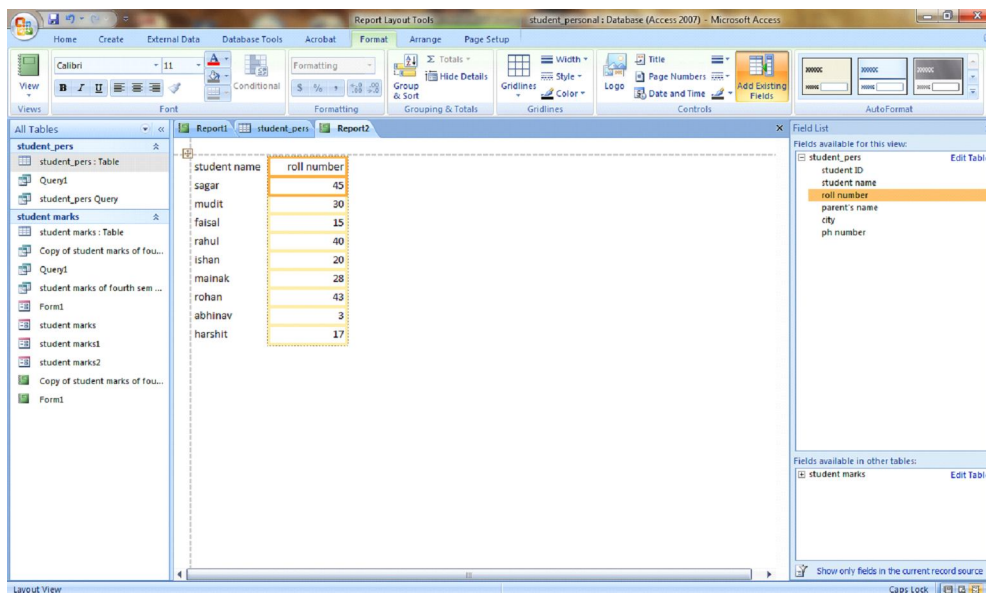 Report Layout Tools
student_personal : Database (Access 2007) - Microsoft Access
Home Create External Data Database Tools Acrobat Format Arrange Page Setup
View
Views
Calibri 11
B I U
Conditional
Font
Formatting
$ % ,
Formatting
Group & Sort
Σ Totals
Hide Details
Grouping & Totals
Gridlines
Width
Style
Color
Gridlines
Logo
Title
Page Numbers
Date and Time
Add Existing Fields
Controls
AutoFormat
All Tables
student_pers
student_pers : Table
Query1
student_pers Query
student marks
student marks : Table
Copy of student marks of fou...
Query1
student marks of fourth sem ...
Form1
student marks
student marks1
student marks2
Copy of student marks of fou...
Form1
Report1 student_pers Report2
student name roll number
sagar 45
mudit 30
faisal 15
rahul 40
ishan 20
mainak 28
rohan 43
abhinav 3
harshit 17
Field List
Fields available for this view:
student_pers Edit Tabl
student ID
student name
roll number
parent's name
city
ph number
Fields available in other tables:
student marks Edit Tabl
Show only fields in the current record source
Layout View
Caps Lock